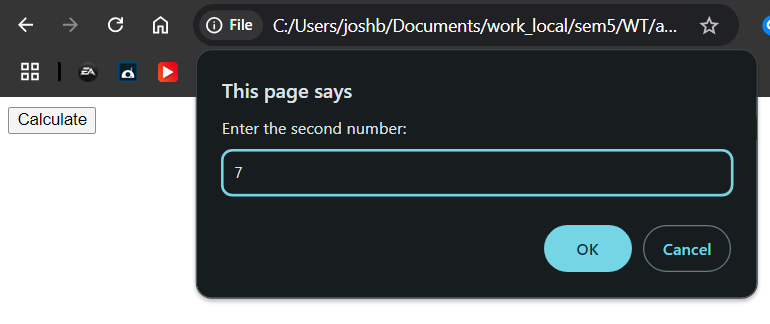 File C:/Users/joshb/Documents/work_local/sem5/WT/a...
EA
This page says
Calculate
Enter the second number:
7
OK Cancel